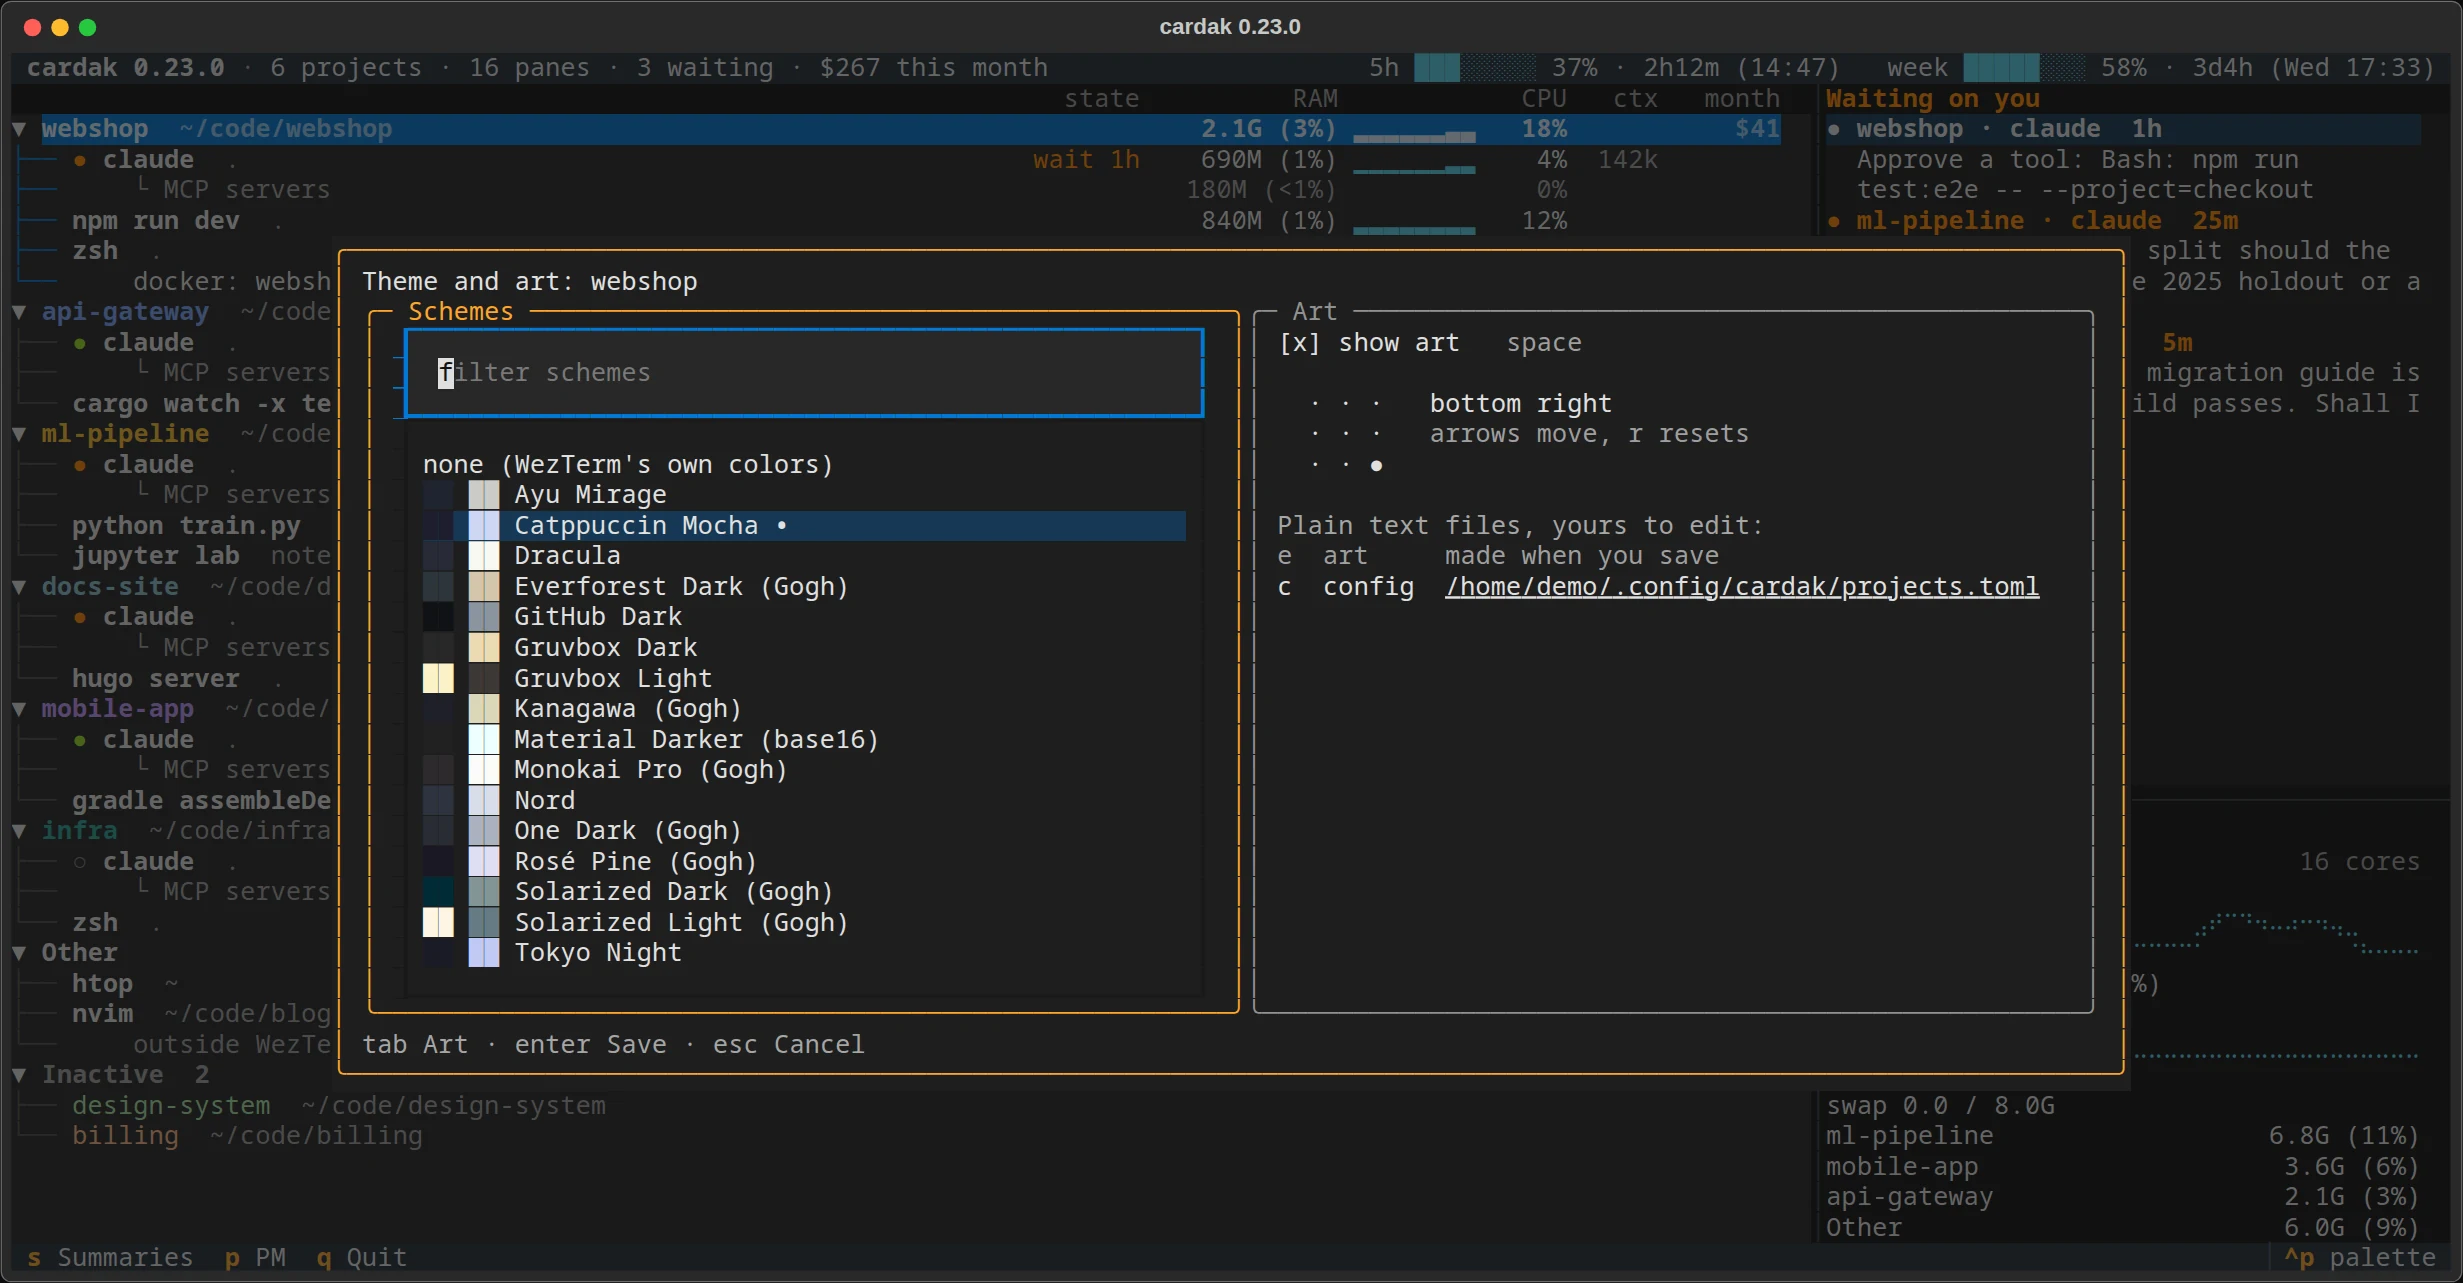 cardak 0.23.0
cardak 0.23.0 · 6 projects · 16 panes · 3 waiting · $267 this month 5h 37% · 2h12m (14:47) week 58% · 3d4h (Wed 17:33)
state RAM CPU ctx month
▼ webshop ~/code/webshop 2.1G (3%) 18% $41
● claude . wait 1h 690M (1%) 4% 142k
└ MCP servers 180M (<1%) 0%
npm run dev . 840M (1%) 12%
zsh .
docker: websh
▼ api-gateway ~/code
● claude .
└ MCP servers
cargo watch -x te
▼ ml-pipeline ~/code
● claude .
└ MCP servers
python train.py
jupyter lab note
▼ docs-site ~/code/d
● claude .
└ MCP servers
hugo server .
▼ mobile-app ~/code/
● claude .
└ MCP servers
gradle assembleDe
▼ infra ~/code/infra
○ claude .
└ MCP servers
zsh .
▼ Other
htop ~
nvim ~/code/blog
outside WezTe
▼ Inactive 2
design-system ~/code/design-system
billing ~/code/billing
Theme and art: webshop
Schemes
filter schemes
none (WezTerm's own colors)
Ayu Mirage
Catppuccin Mocha •
Dracula
Everforest Dark (Gogh)
GitHub Dark
Gruvbox Dark
Gruvbox Light
Kanagawa (Gogh)
Material Darker (base16)
Monokai Pro (Gogh)
Nord
One Dark (Gogh)
Rosé Pine (Gogh)
Solarized Dark (Gogh)
Solarized Light (Gogh)
Tokyo Night
Art
[x] show art space
· · · bottom right
· · · arrows move, r resets
· · ●
Plain text files, yours to edit:
e art made when you save
c config /home/demo/.config/cardak/projects.toml
tab Art · enter Save · esc Cancel
Waiting on you
● webshop · claude 1h
Approve a tool: Bash: npm run
test:e2e -- --project=checkout
● ml-pipeline · claude 25m
split should the
e 2025 holdout or a
5m
migration guide is
ild passes. Shall I
16 cores
%)
swap 0.0 / 8.0G
ml-pipeline 6.8G (11%)
mobile-app 3.6G (6%)
api-gateway 2.1G (3%)
Other 6.0G (9%)
s Summaries p PM q Quit ^p palette